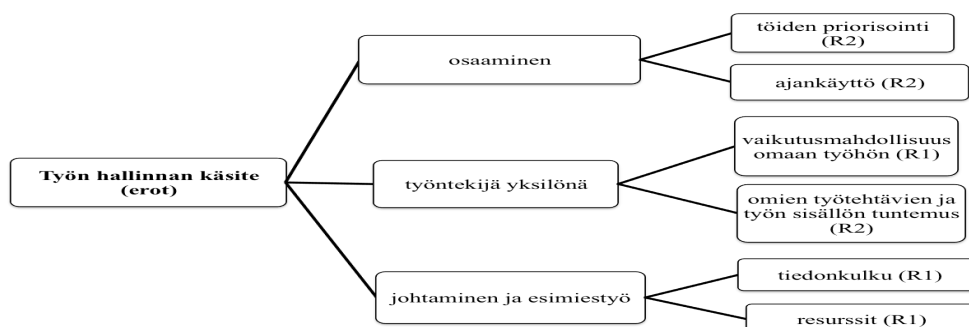 Työn hallinnan käsite
(erot)
osaaminen
töiden priorisointi
(R2)
ajankäyttö (R2)
työntekijä yksilönä
vaikutusmahdollisuus
omaan työhön (R1)
omien työtehtävien ja
työn sisällön tuntemus
(R2)
johtaminen ja esimiestyö
tiedonkulku (R1)
resurssit (R1)